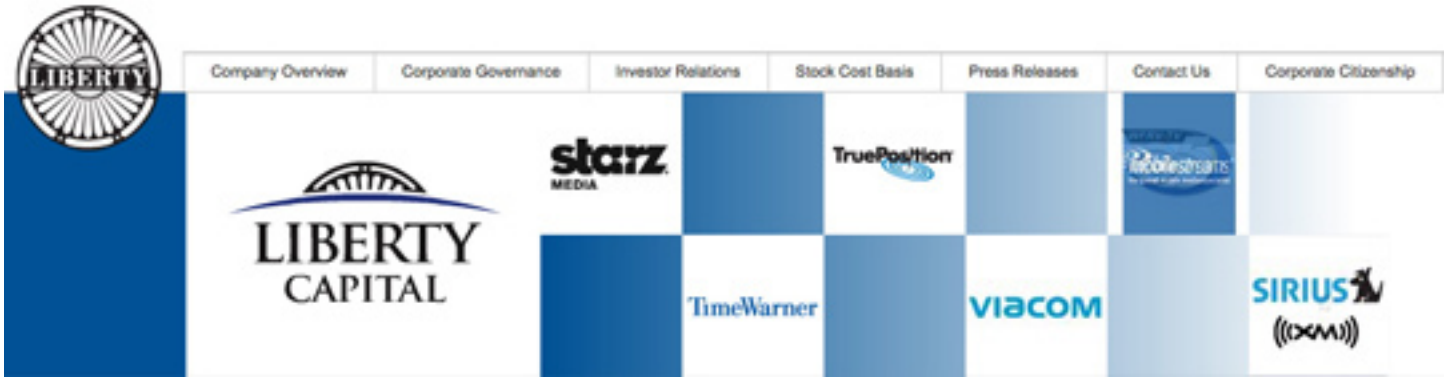 LIBERTY
Company Overview
Corporate Governance
Investor Relations
Stock Cost Basis
Press Releases
Contact Us
Corporate Citizenship
LIBERTY
CAPITAL
starz
MEDIA
TruePosition
mobilestreams
TimeWarner
VIACOM
SIRIUS
((XM))